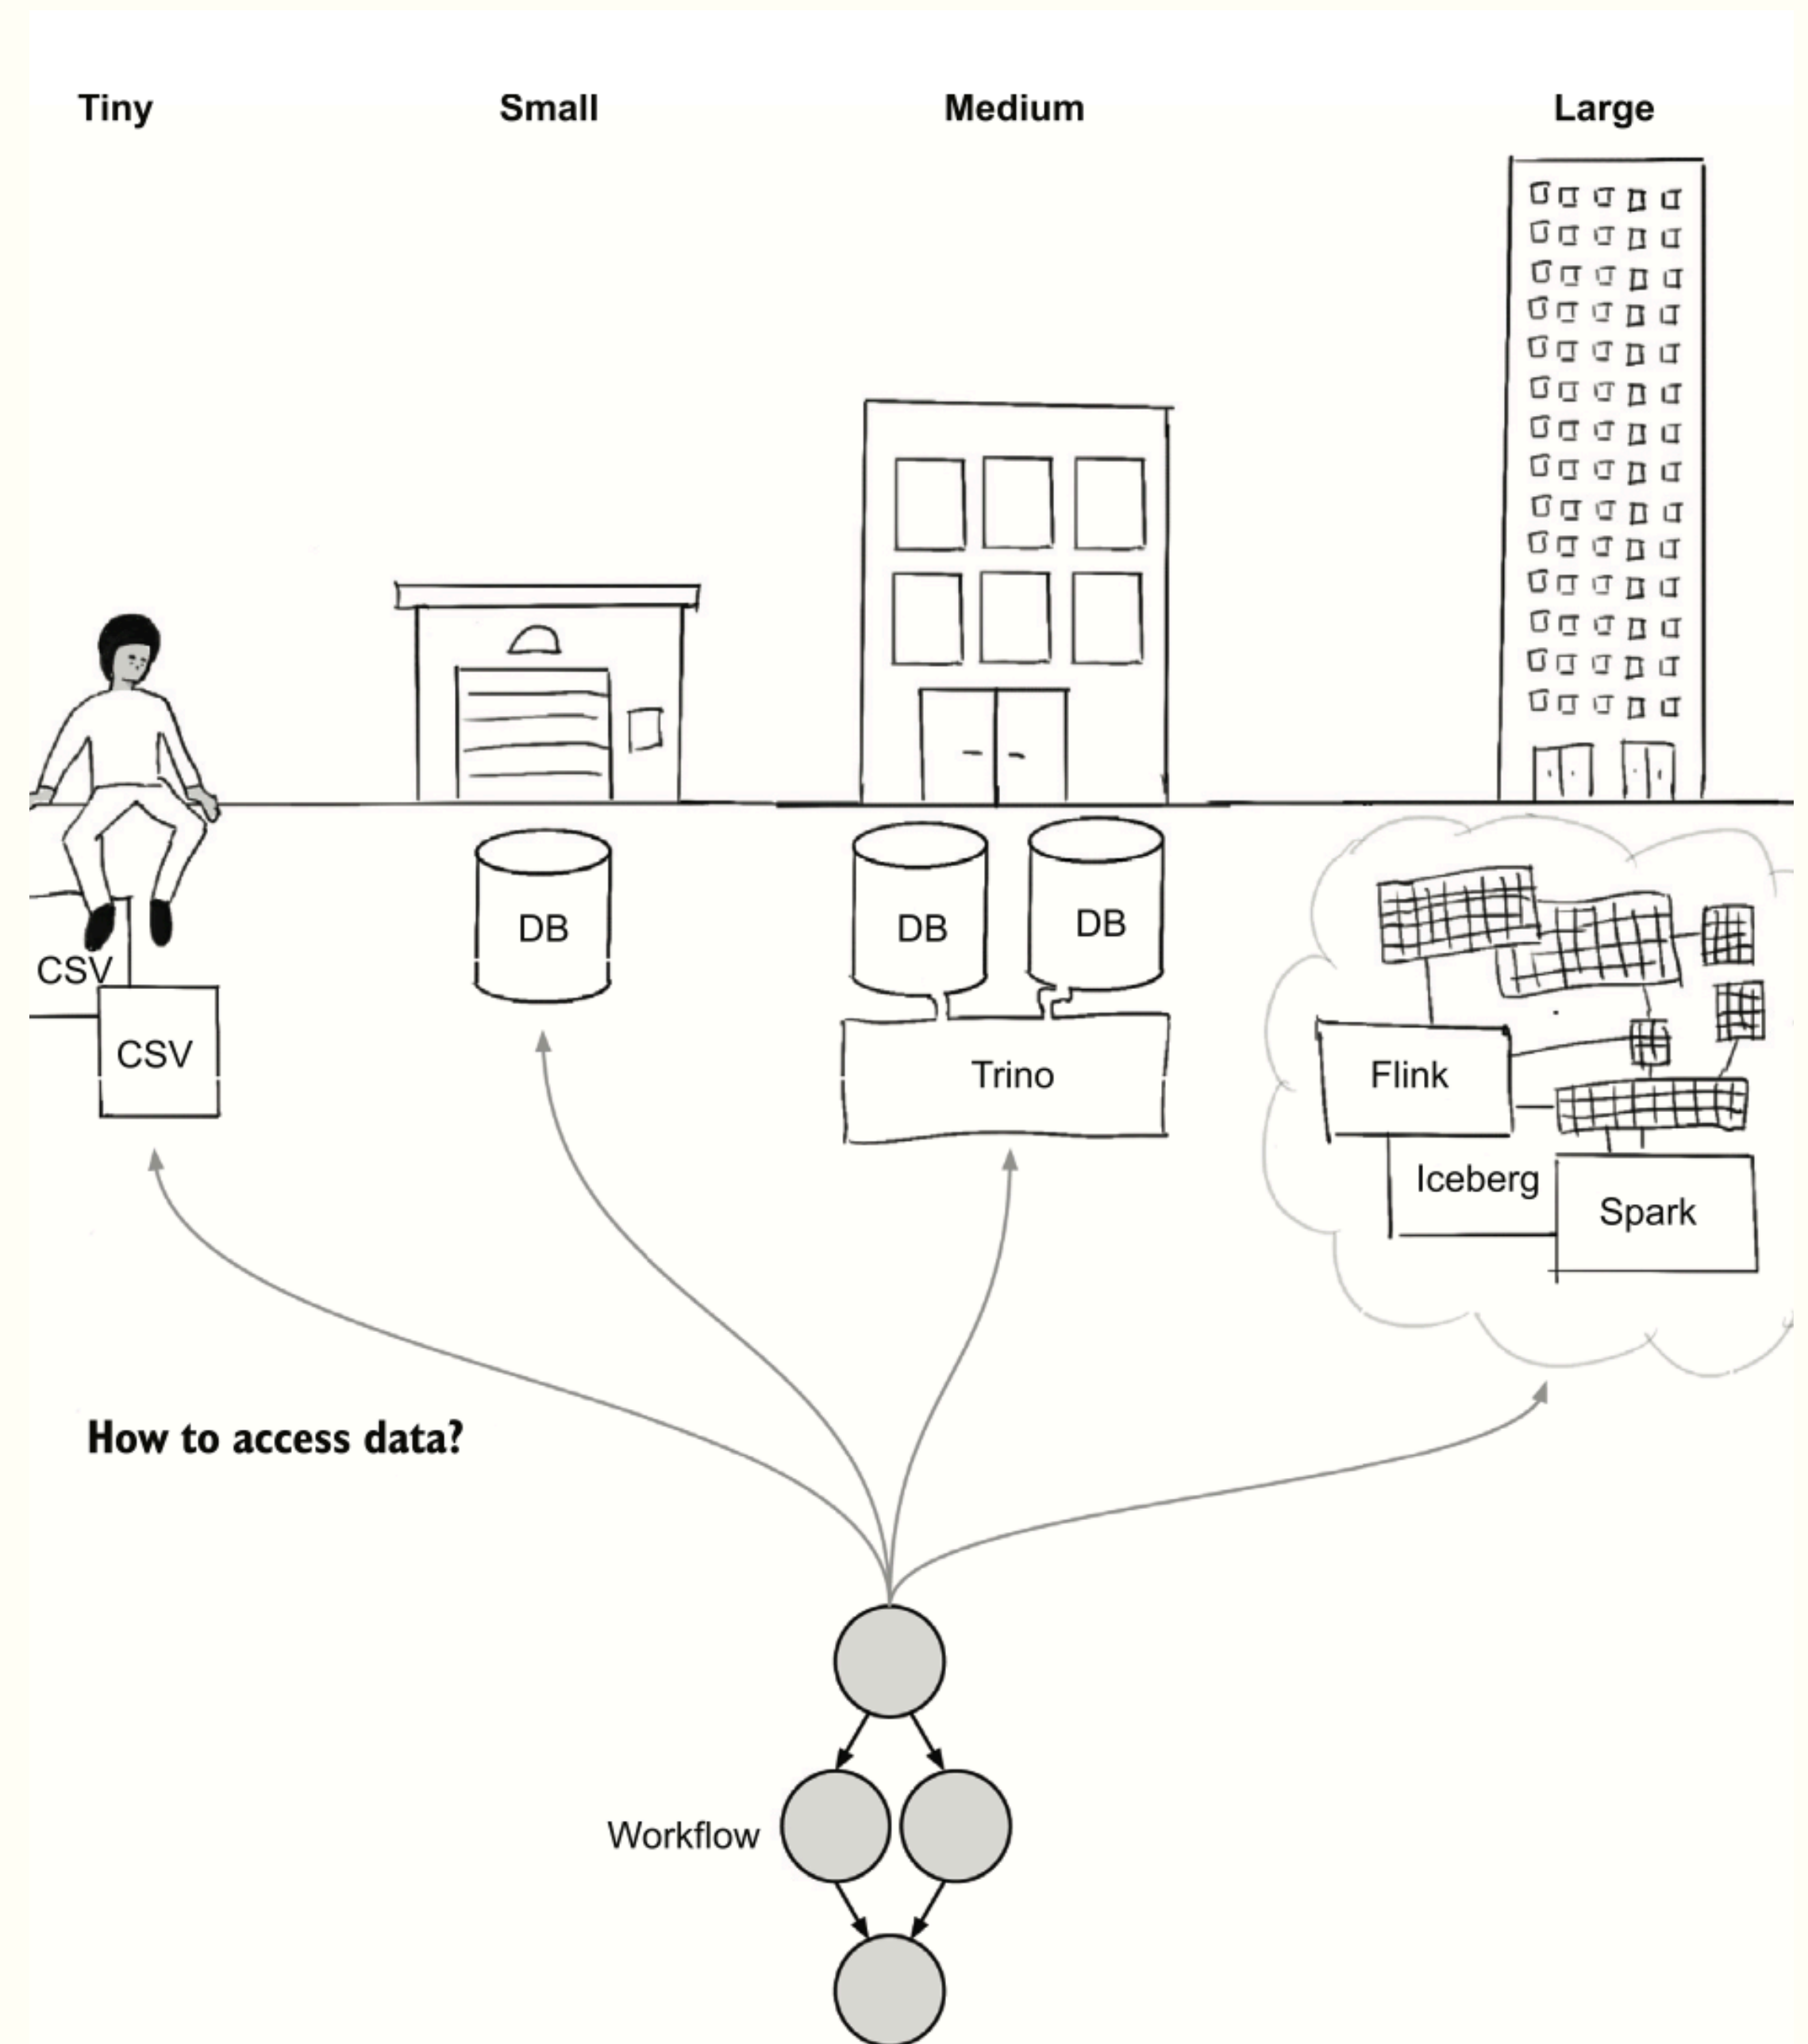 Tiny
Small
Medium
Large
CSV
CSV
DB
DB
DB
Trino
Flink
Iceberg
Spark
How to access data?
Workflow